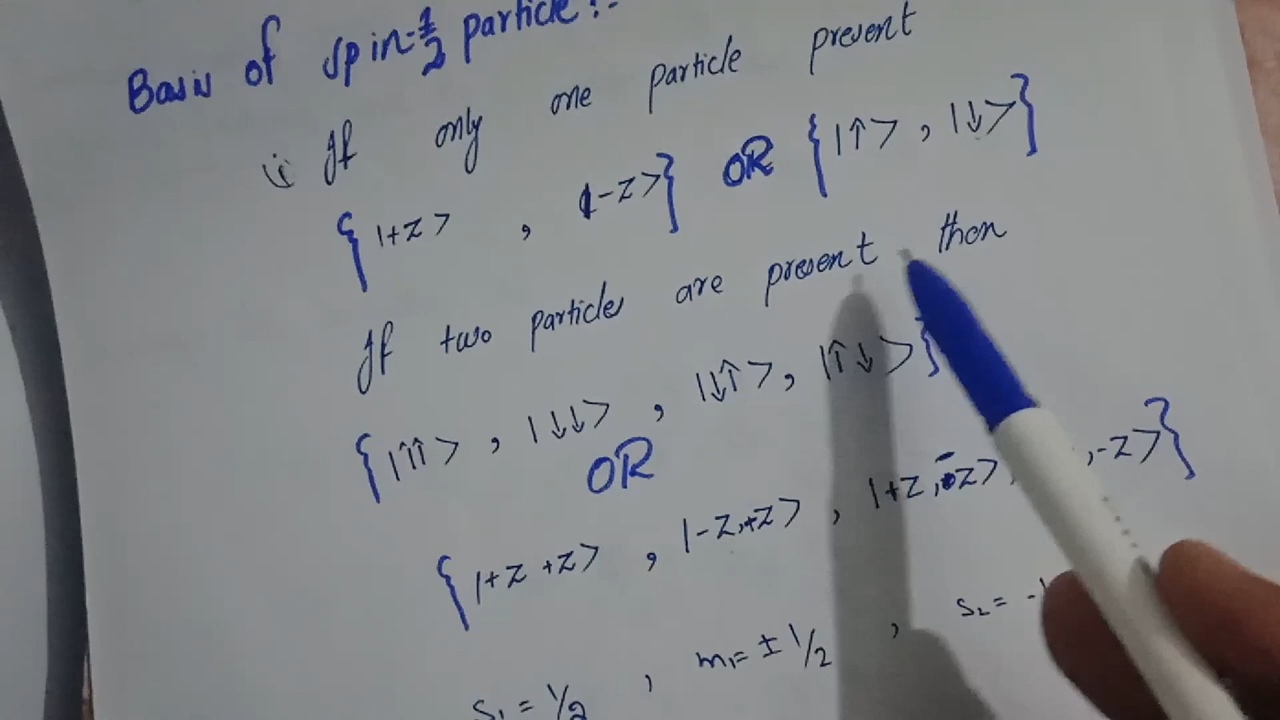 Basis of spin-1/2 particle :-
If only one particle present
{ |+z> , |-z> } OR { |↑> , |↓> }
If two particles are present then
{ |↑↑> , |↓↓> , |↓↑> , |↑↓> }
OR
{ |+z +z> , |-z,+z> , |+z,-z> , ,-z> }
S₁ = 1/2 , m₁= ± 1/2 , S₂ = -